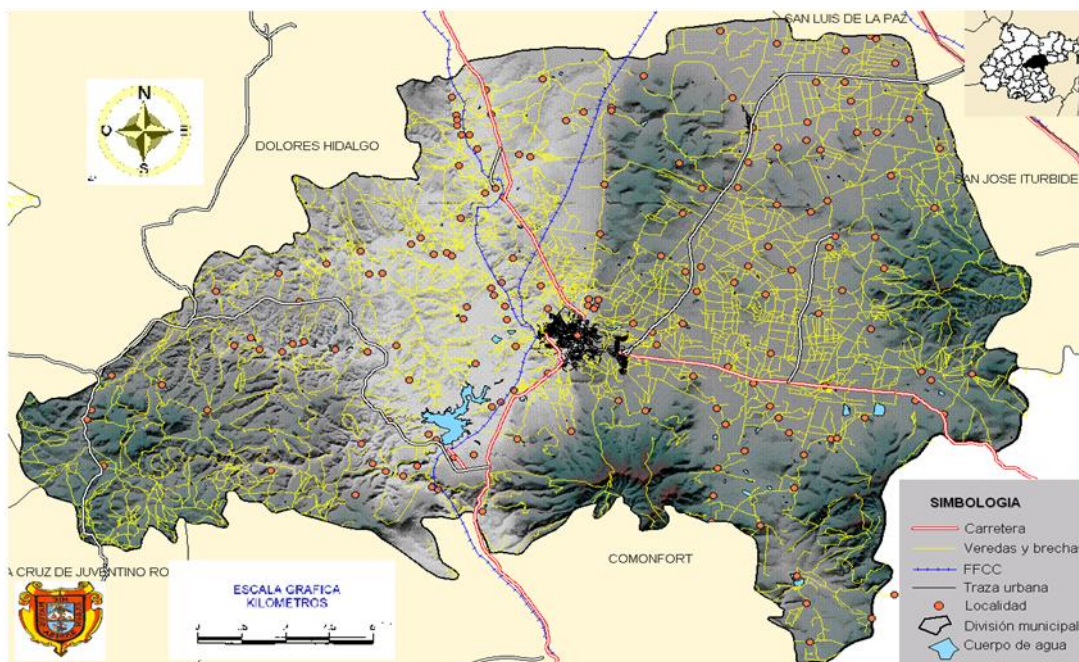 SAN LUIS DE LA PAZ
N
S
DOLORES HIDALGO
SAN JOSE ITURBIDE
COMONFORT
A CRUZ DE JUVENTINO RO
ESCALA GRAFICA
KILOMETROS
SIMBOLOGIA
Carretera
Veredas y brechas
FFCC
Traza urbana
Localidad
División municipal
Cuerpo de agua